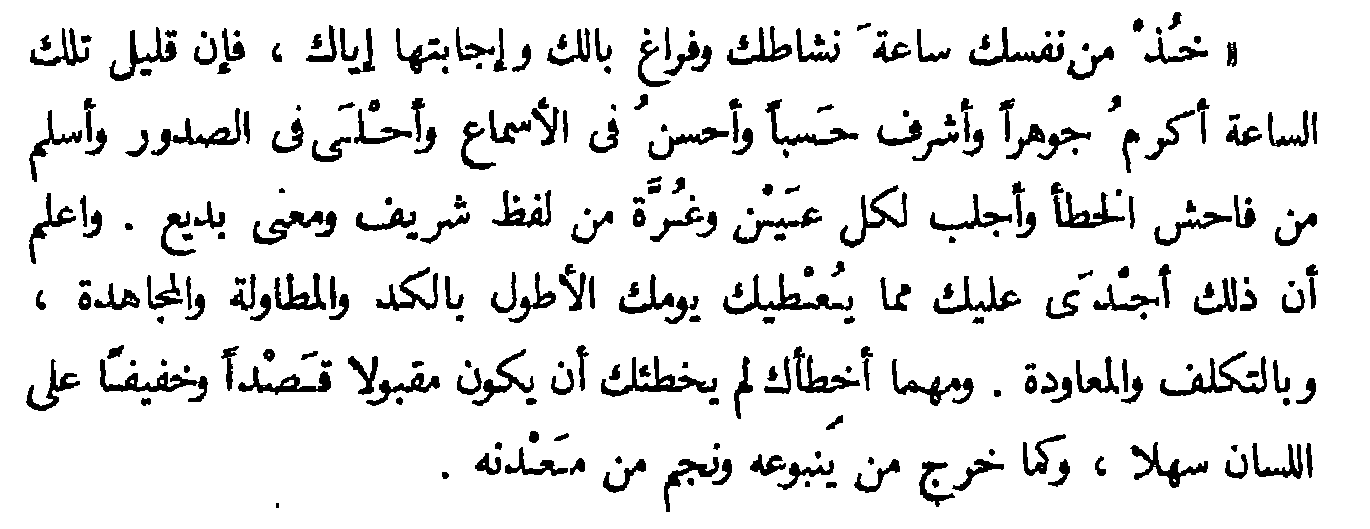 « خُذْ من نفسك ساعةَ نشاطك وفراغ بالك وإجابتها إياك ، فإن قليل تلك
الساعة أكرمُ جوهراً وأشرف حَسباً وأحسنُ فى الأسماع وأحْلَى فى الصدور وأسلم
من فاحش الخطأ وأجلب لكل عَيْن وغُرَّة من لفظ شريف ومعنى بديع . واعلم
أن ذلك أجْدَى عليك مما يُعْطيك يومك الأطول بالكد والمطاولة والمجاهدة ،
وبالتكلف والمعاودة . ومهما أخطأك لم يخطئك أن يكون مقبولا قَصْداً وخفيفًا على
اللسان سهلا ، وكما خرج من يَنبوعه ونجم من مَعْدنه .